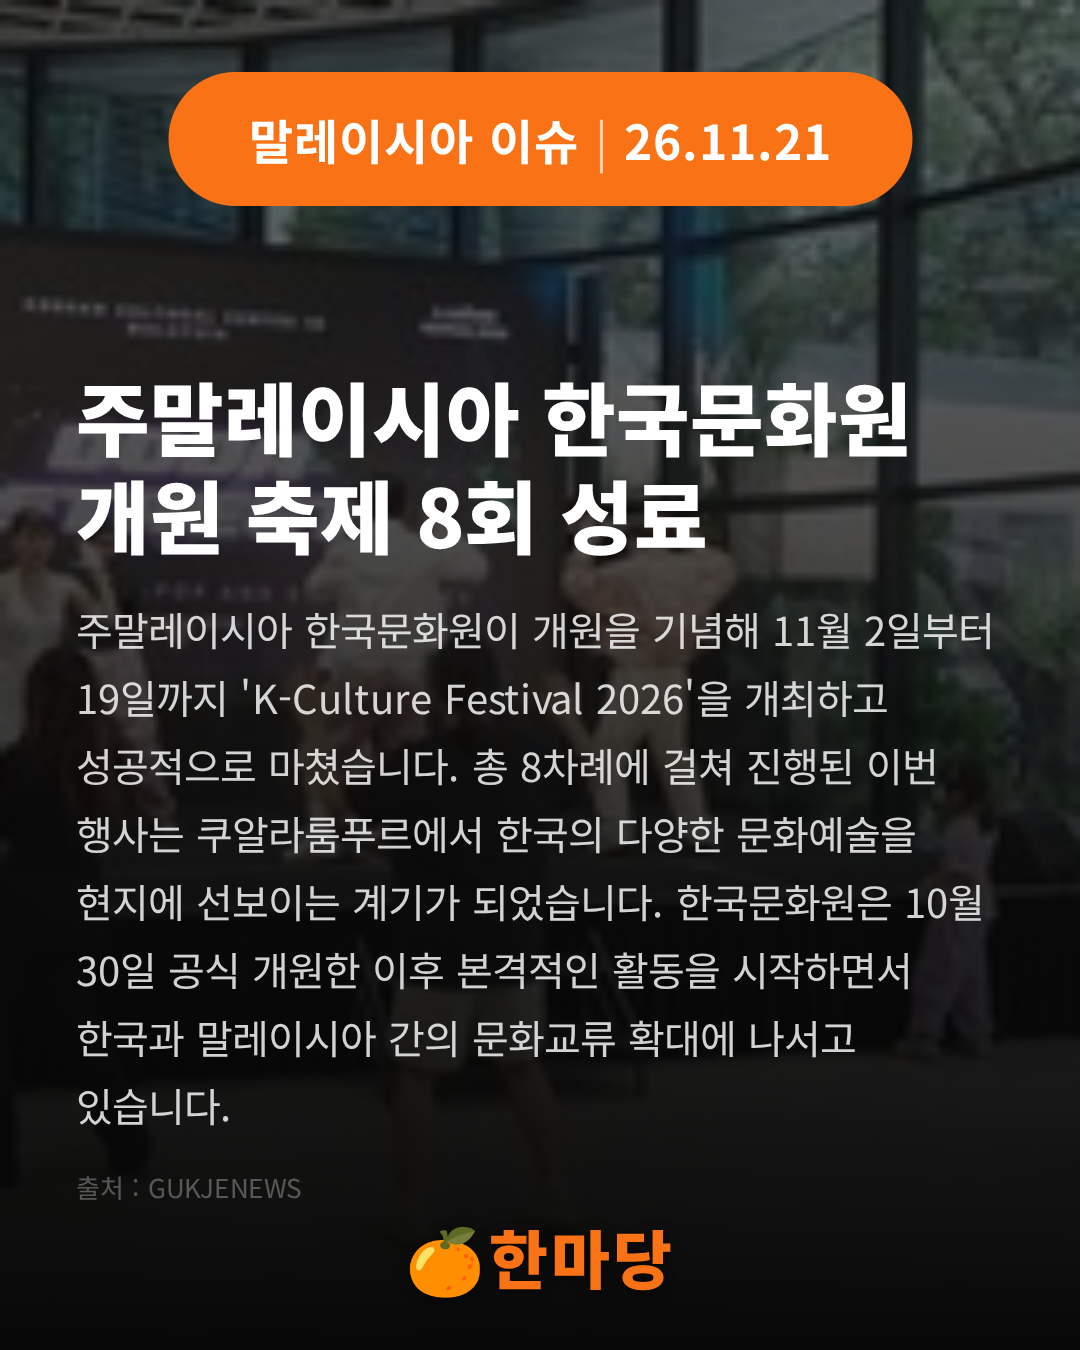 말레이시아 이슈 | 26.11.21
주말레이시아 한국문화원
개원 축제 8회 성료
주말레이시아 한국문화원이 개원을 기념해 11월 2일부터
19일까지 'K-Culture Festival 2026'을 개최하고
성공적으로 마쳤습니다. 총 8차례에 걸쳐 진행된 이번
행사는 쿠알라룸푸르에서 한국의 다양한 문화예술을
현지에 선보이는 계기가 되었습니다. 한국문화원은 10월
30일 공식 개원한 이후 본격적인 활동을 시작하면서
한국과 말레이시아 간의 문화교류 확대에 나서고
있습니다.
출처 : GUKJENEWS
한마당